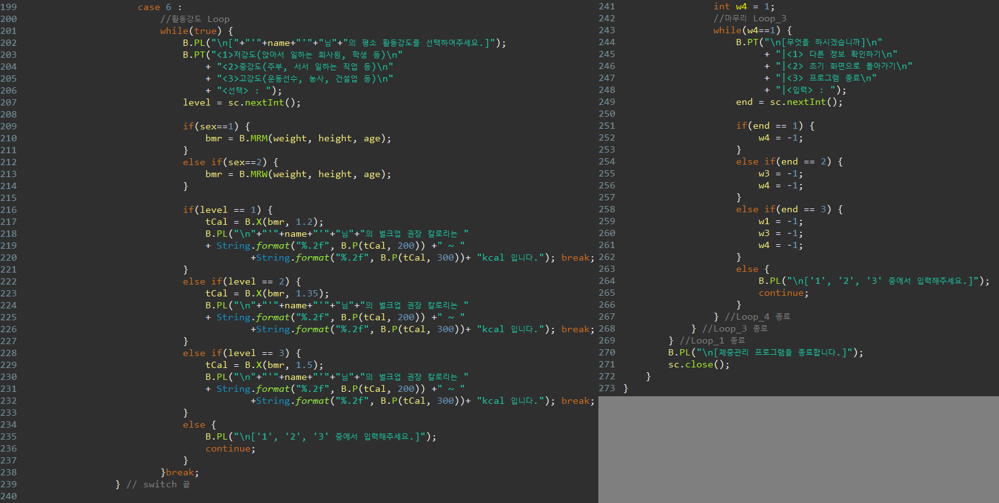 199 case 6 :
200 //활동강도 Loop
201 while(true) {
202 B.PL("\n["+"'"+name+"'"+"님"+"의 평소 활동강도를 선택하여주세요.]");
203 B.PT("<1>저강도(앉아서 일하는 회사원, 학생 등)\n"
204 + "<2>중강도(주부, 서서 일하는 직업 등)\n"
205 + "<3>고강도(운동선수, 농사, 건설업 등)\n"
206 + "<선택> : ");
207 level = sc.nextInt();
208
209 if(sex==1) {
210 bmr = B.MRM(weight, height, age);
211 }
212 else if(sex==2) {
213 bmr = B.MRW(weight, height, age);
214 }
215
216 if(level == 1) {
217 tCal = B.X(bmr, 1.2);
218 B.PL("\n"+"'"+name+"'"+"님"+"의 벌크업 권장 칼로리는 "
219 + String.format("%.2f", B.P(tCal, 200)) +" ~ "
220 +String.format("%.2f", B.P(tCal, 300))+ "kcal 입니다."); break;
221 }
222 else if(level == 2) {
223 tCal = B.X(bmr, 1.35);
224 B.PL("\n"+"'"+name+"'"+"님"+"의 벌크업 권장 칼로리는 "
225 + String.format("%.2f", B.P(tCal, 200)) +" ~ "
226 +String.format("%.2f", B.P(tCal, 300))+ "kcal 입니다."); break;
227 }
228 else if(level == 3) {
229 tCal = B.X(bmr, 1.5);
230 B.PL("\n"+"'"+name+"'"+"님"+"의 벌크업 권장 칼로리는 "
231 + String.format("%.2f", B.P(tCal, 200)) +" ~ "
232 +String.format("%.2f", B.P(tCal, 300))+ "kcal 입니다."); break;
233 }
234 else {
235 B.PL("\n['1', '2', '3' 중에서 입력해주세요.]");
236 continue;
237 }
238 }break;
239 } // switch 끝
240
241 int w4 = 1;
242 //마무리 Loop_3
243 while(w4==1) {
244 B.PT("\n[무엇을 하시겠습니까]\n"
245 + "|<1> 다른 정보 확인하기\n"
246 + "|<2> 초기 화면으로 돌아가기\n"
247 + "|<3> 프로그램 종료\n"
248 + "|<입력> : ");
249 end = sc.nextInt();
250
251 if(end == 1) {
252 w4 = -1;
253 }
254 else if(end == 2) {
255 w3 = -1;
256 w4 = -1;
257 }
258 else if(end == 3) {
259 w1 = -1;
260 w3 = -1;
261 w4 = -1;
262 }
263 else {
264 B.PL("\n['1', '2', '3' 중에서 입력해주세요.]");
265 continue;
266 }
267 } //Loop_4 종료
268 } //Loop_3 종료
269 } //Loop_1 종료
270 B.PL("\n[체중관리 프로그램을 종료합니다.]");
271 sc.close();
272 }
273 }